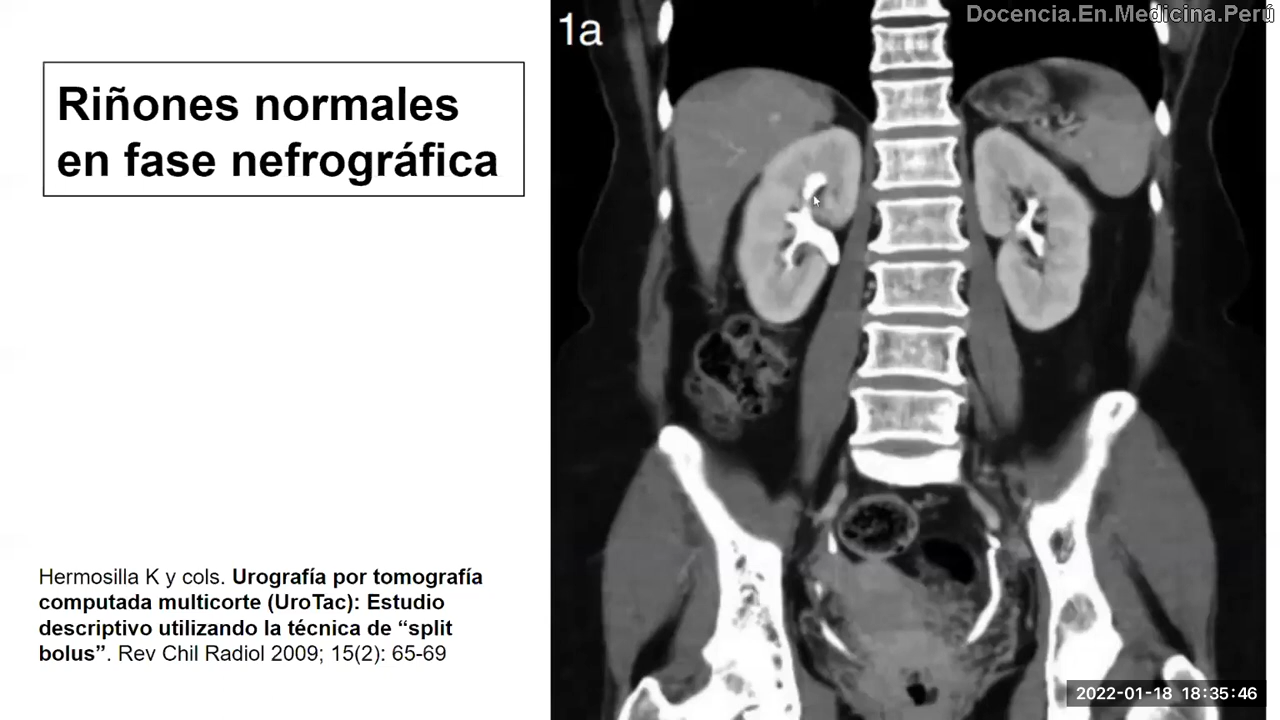 Docencia.En.Medicina.Perú
1a
Riñones normales
en fase nefrográfica
Hermosilla K y cols. Urografía por tomografía
computada multicorte (UroTac): Estudio
descriptivo utilizando la técnica de “split
bolus”. Rev Chil Radiol 2009; 15(2): 65-69
2022-01-18 18:35:46